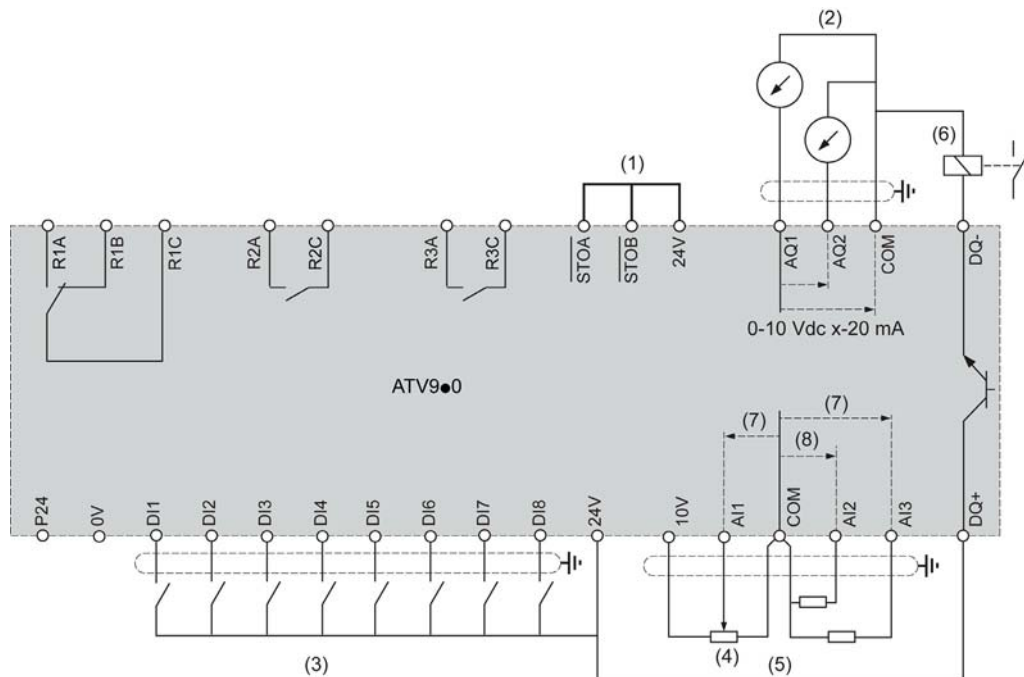 (2)
(6)
(1)
R1A R1B R1C R2A R2C R3A R3C STOA STOB 24V AQ1 AQ2 COM DQ-
0-10 Vdc x-20 mA
ATV9●0
(7) (7)
(8)
P24 0V DI1 DI2 DI3 DI4 DI5 DI6 DI7 DI8 24V 10V AI1 COM AI2 AI3 DQ+
(3) (4) (5)